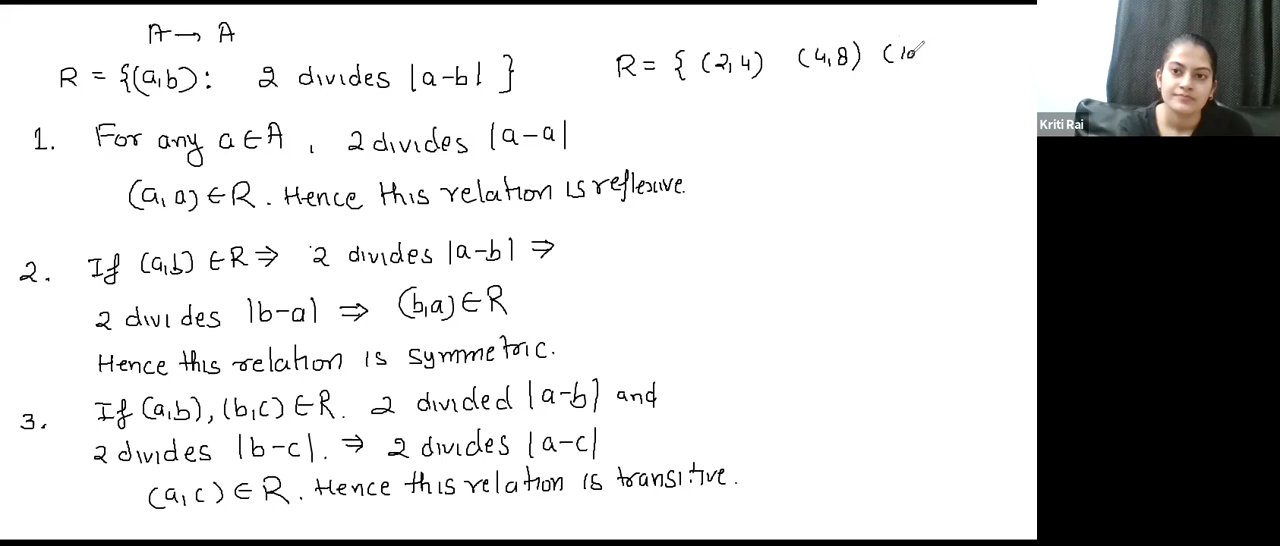 A → A
R = {(a,b): 2 divides |a-b| }
R = { (2,4) (4,8) (10
1. For any a ∈ A, 2 divides |a-a|
(a,a) ∈ R. Hence this relation is reflexive.
2. If (a,b) ∈ R ⇒ 2 divides |a-b| ⇒
2 divides |b-a| ⇒ (b,a) ∈ R
Hence this relation is symmetric.
3. If (a,b), (b,c) ∈ R. 2 divided |a-b| and
2 divides |b-c|. ⇒ 2 divides |a-c|
(a,c) ∈ R. Hence this relation is transitive.
Kriti Rai